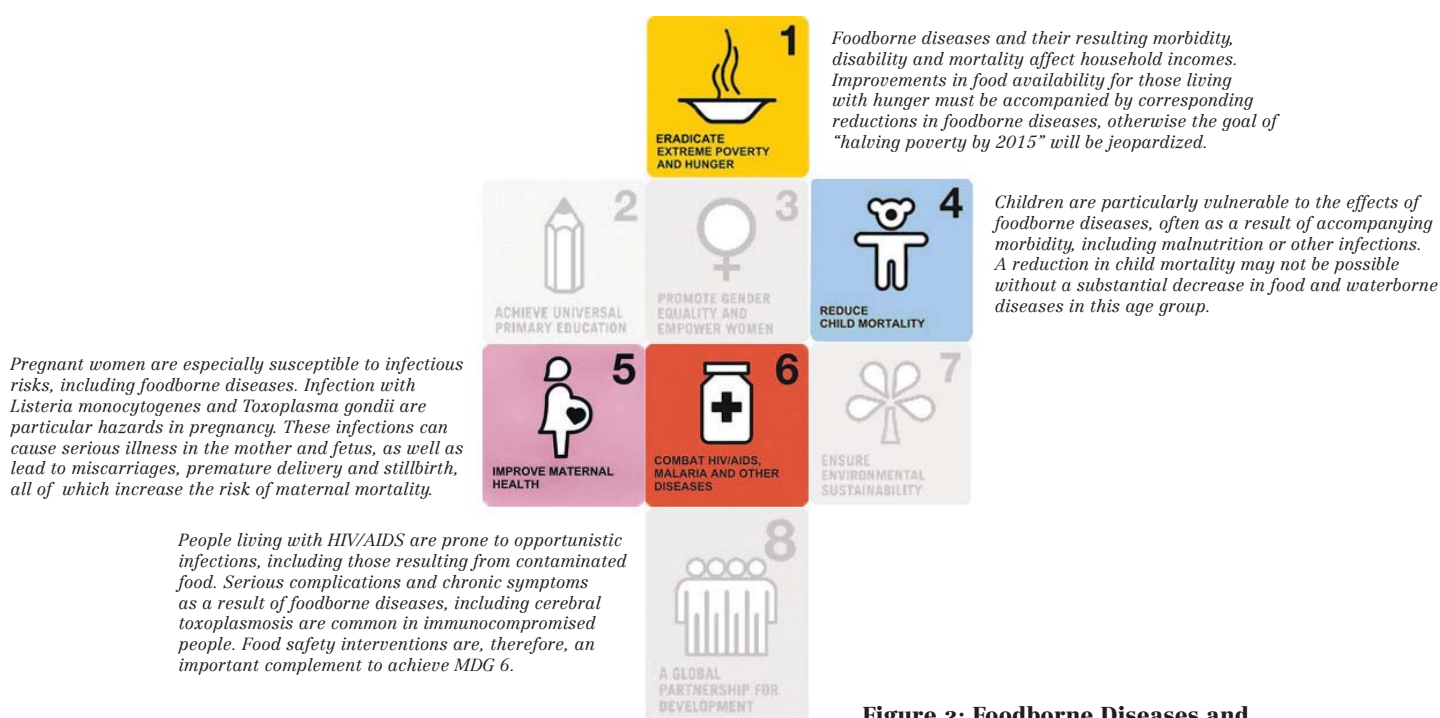 1
ERADICATE
EXTREME POVERTY
AND HUNGER
Foodborne diseases and their resulting morbidity,
disability and mortality affect household incomes.
Improvements in food availability for those living
with hunger must be accompanied by corresponding
reductions in foodborne diseases, otherwise the goal of
“halving poverty by 2015” will be jeopardized.
2
ACHIEVE UNIVERSAL
PRIMARY EDUCATION
3
PROMOTE GENDER
EQUALITY AND
EMPOWER WOMEN
4
REDUCE
CHILD MORTALITY
Children are particularly vulnerable to the effects of
foodborne diseases, often as a result of accompanying
morbidity, including malnutrition or other infections.
A reduction in child mortality may not be possible
without a substantial decrease in food and waterborne
diseases in this age group.
Pregnant women are especially susceptible to infectious
risks, including foodborne diseases. Infection with
Listeria monocytogenes and Toxoplasma gondii are
particular hazards in pregnancy. These infections can
cause serious illness in the mother and fetus, as well as
lead to miscarriages, premature delivery and stillbirth,
all of which increase the risk of maternal mortality.
5
IMPROVE MATERNAL
HEALTH
6
COMBAT HIV/AIDS,
MALARIA AND OTHER
DISEASES
7
ENSURE
ENVIRONMENTAL
SUSTAINABILITY
People living with HIV/AIDS are prone to opportunistic
infections, including those resulting from contaminated
food. Serious complications and chronic symptoms
as a result of foodborne diseases, including cerebral
toxoplasmosis are common in immunocompromised
people. Food safety interventions are, therefore, an
important complement to achieve MDG 6.
8
A GLOBAL
PARTNERSHIP FOR
DEVELOPMENT
Foodborne Diseases and